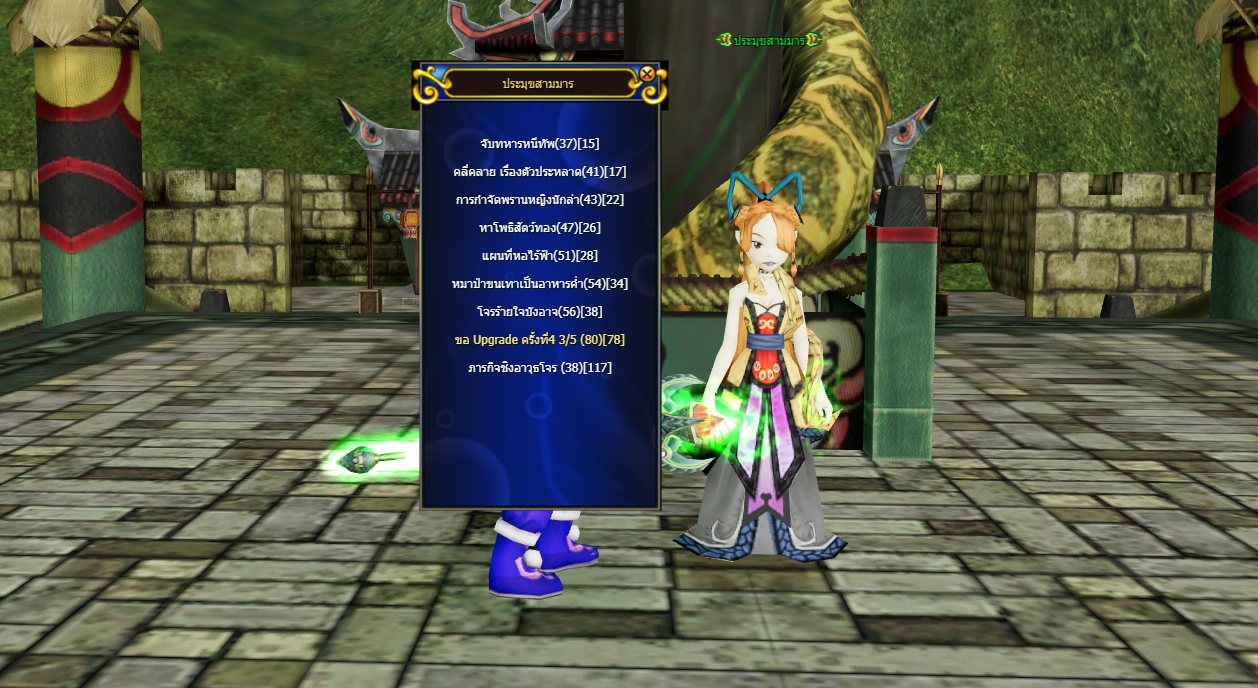 ประมุขสามมาร
ประมุขสามมาร
จับทหารหนีทัพ(37)[15]
คลี่คลาย เรื่องตัวประหลาด(41)[17]
การกำจัดพรานหญิงนักล่า(43)[22]
หาโพธิสัตว์ทอง(47)[26]
แผนที่หอไร้ฟ้า(51)[28]
หมาป่าขนเทาเป็นอาหารค่ำ(54)[34]
โจรร้ายใจบังอาจ(56)[38]
ขอ Upgrade ครั้งที่4 3/5 (80)[78]
ภารกิจชิงอาวุธโจร (38)[117]